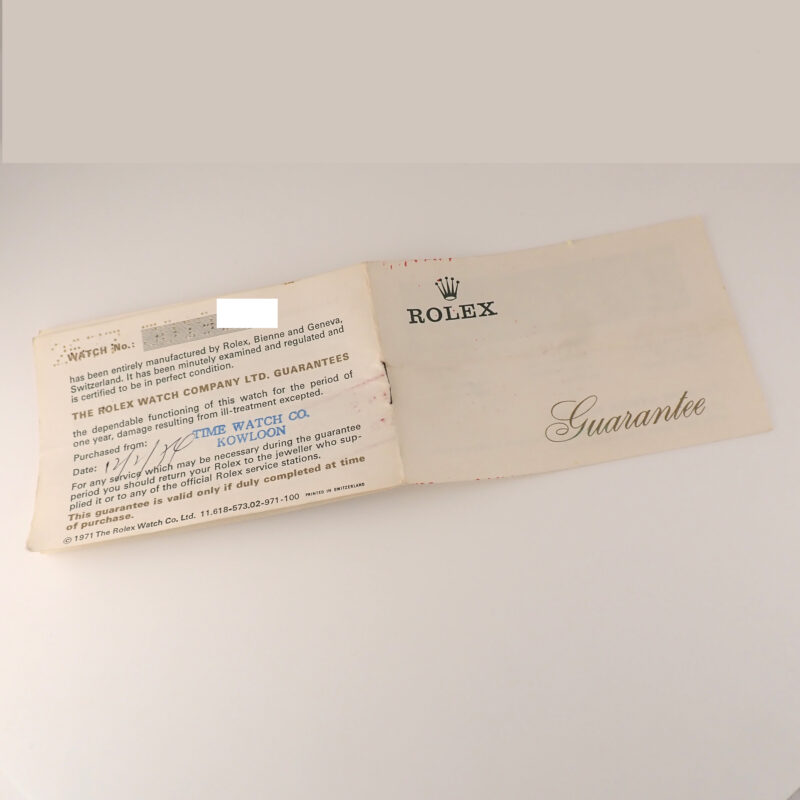 WATCH No.:
has been entirely manufactured by Rolex, Bienne and Geneva,
Switzerland. It has been minutely examined and regulated and
is certified to be in perfect condition.
THE ROLEX WATCH COMPANY LTD. GUARANTEES
the dependable functioning of this watch for the period of
one year, damage resulting from ill-treatment excepted.
Purchased from: TIME WATCH CO.
KOWLOON
Date: 12/2/74
For any service which may be necessary during the guarantee
period you should return your Rolex to the jeweller who sup-
plied it or to any of the official Rolex service stations.
This guarantee is valid only if duly completed at time
of purchase.
© 1971 The Rolex Watch Co. Ltd. 11.618-573.02-971-100 PRINTED IN SWITZERLAND
ROLEX
Guarantee